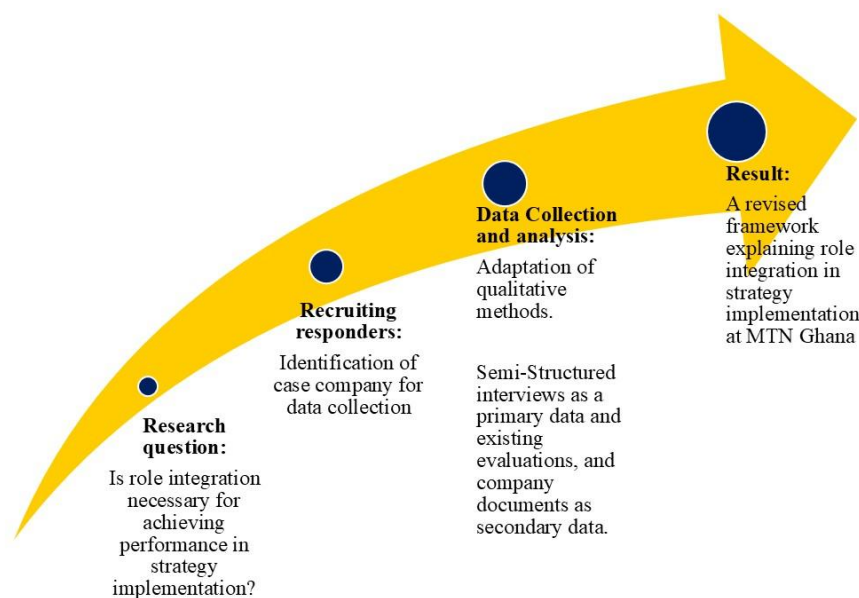 Research
question:
Is role integration
necessary for
achieving
performance in
strategy
implementation?
Recruiting
responders:
Identification of
case company for
data collection
Data Collection
and analysis:
Adaptation of
qualitative
methods.
Semi-Structured
interviews as a
primary data and
existing
evaluations, and
company
documents as
secondary data.
Result:
A revised
framework
explaining role
integration in
strategy
implementation
at MTN Ghana